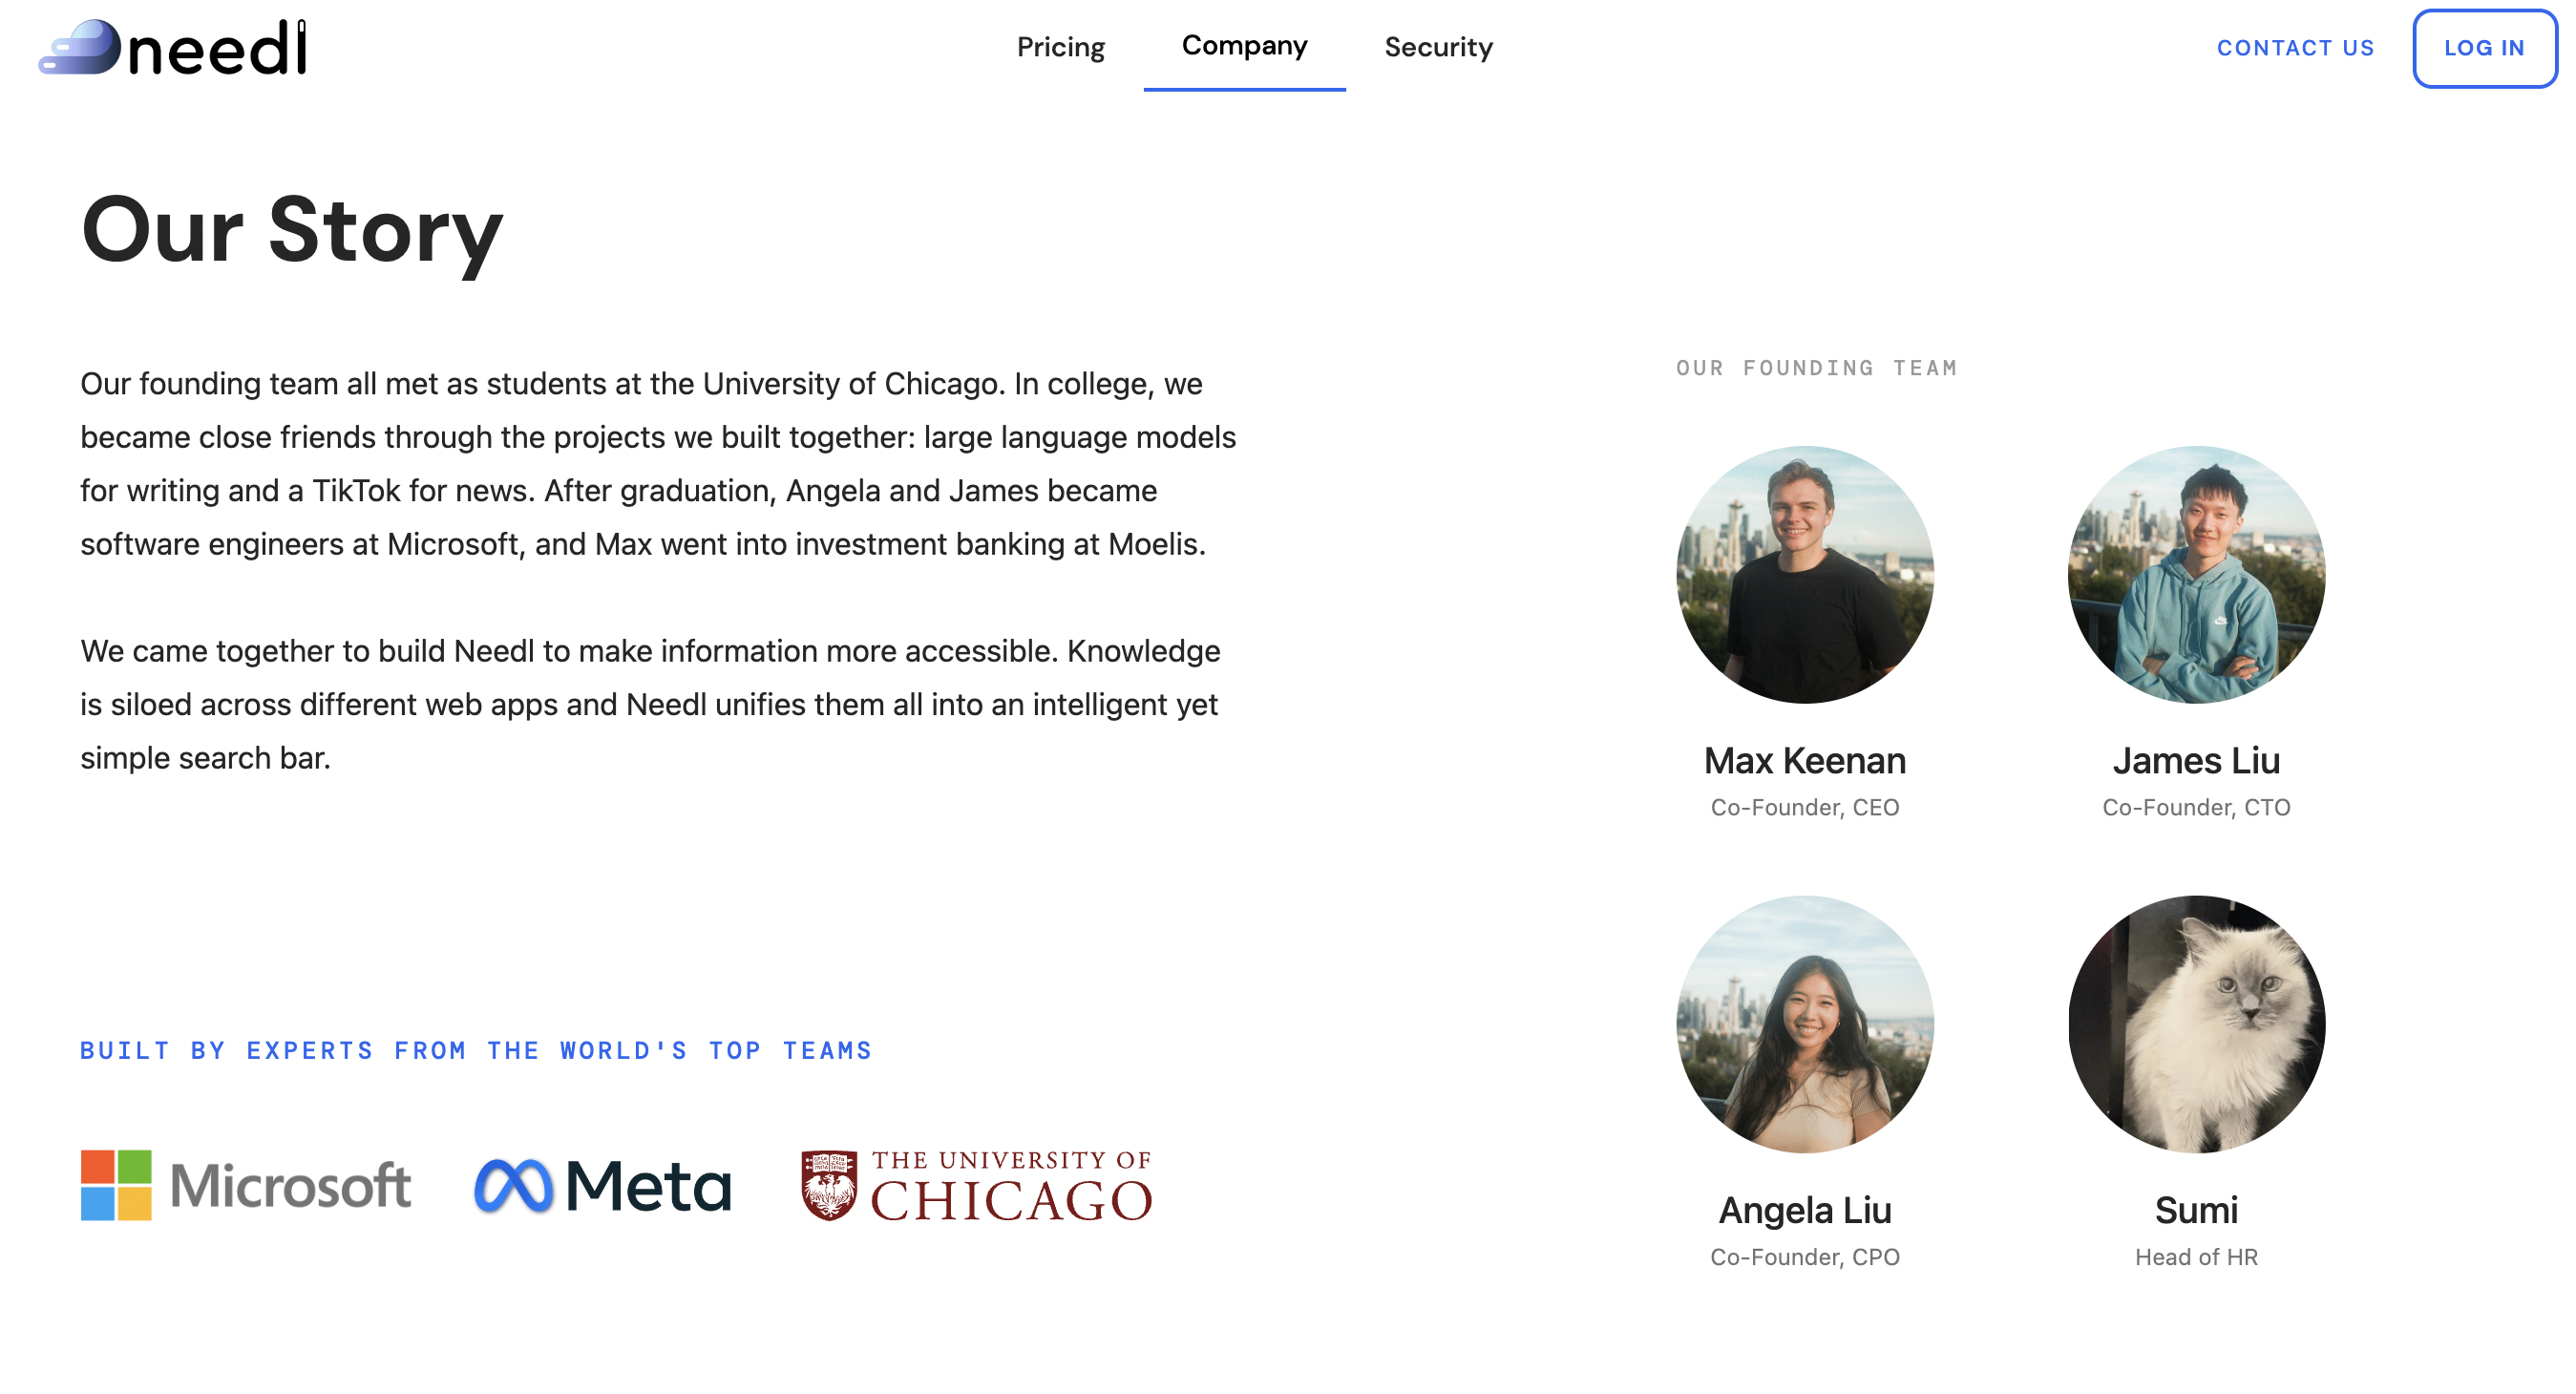 needl
Pricing
Company
Security
CONTACT US
LOG IN
Our Story
Our founding team all met as students at the University of Chicago. In college, we
became close friends through the projects we built together: large language models
for writing and a TikTok for news. After graduation, Angela and James became
software engineers at Microsoft, and Max went into investment banking at Moelis.
We came together to build Needl to make information more accessible. Knowledge
is siloed across different web apps and Needl unifies them all into an intelligent yet
simple search bar.
BUILT BY EXPERTS FROM THE WORLD'S TOP TEAMS
Microsoft
Meta
THE UNIVERSITY OF
CHICAGO
OUR FOUNDING TEAM
Max Keenan
Co-Founder, CEO
James Liu
Co-Founder, CTO
Angela Liu
Co-Founder, CPO
Sumi
Head of HR